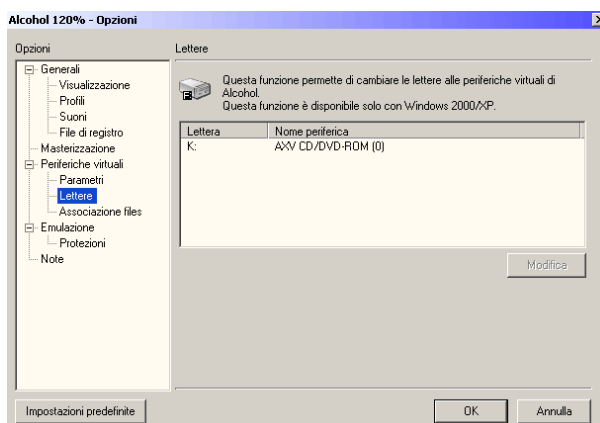 Alcohol 120% - Opzioni
Opzioni
Generali
Visualizzazione
Profili
Suoni
File di registro
Masterizzazione
Periferiche virtuali
Parametri
Lettere
Associazione files
Emulazione
Protezioni
Note
Lettere
Questa funzione permette di cambiare le lettere alle periferiche virtuali di
Alcohol.
Questa funzione è disponibile solo con Windows 2000/XP.
Lettera Nome periferica
K: AXV CD/DVD-ROM (0)
Modifica
Impostazioni predefinite
OK
Annulla